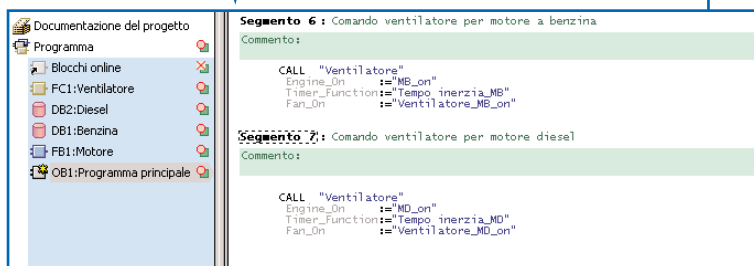 Documentazione del progetto
Programma
Blocchi online
FC1:Ventilatore
DB2:Diesel
DB1:Benzina
FB1:Motore
OB1:Programma principale
Segmento 6 : Comando ventilatore per motore a benzina
Commento:
CALL "Ventilatore"
Engine_On :="MB_on"
Timer_Function:="Tempo inerzia_MB"
Fan_On :="Ventilatore_MB_on"
Segmento 7 : Comando ventilatore per motore diesel
Commento:
CALL "Ventilatore"
Engine_On :="MD_on"
Timer_Function:="Tempo inerzia_MD"
Fan_On :="Ventilatore_MD_on"